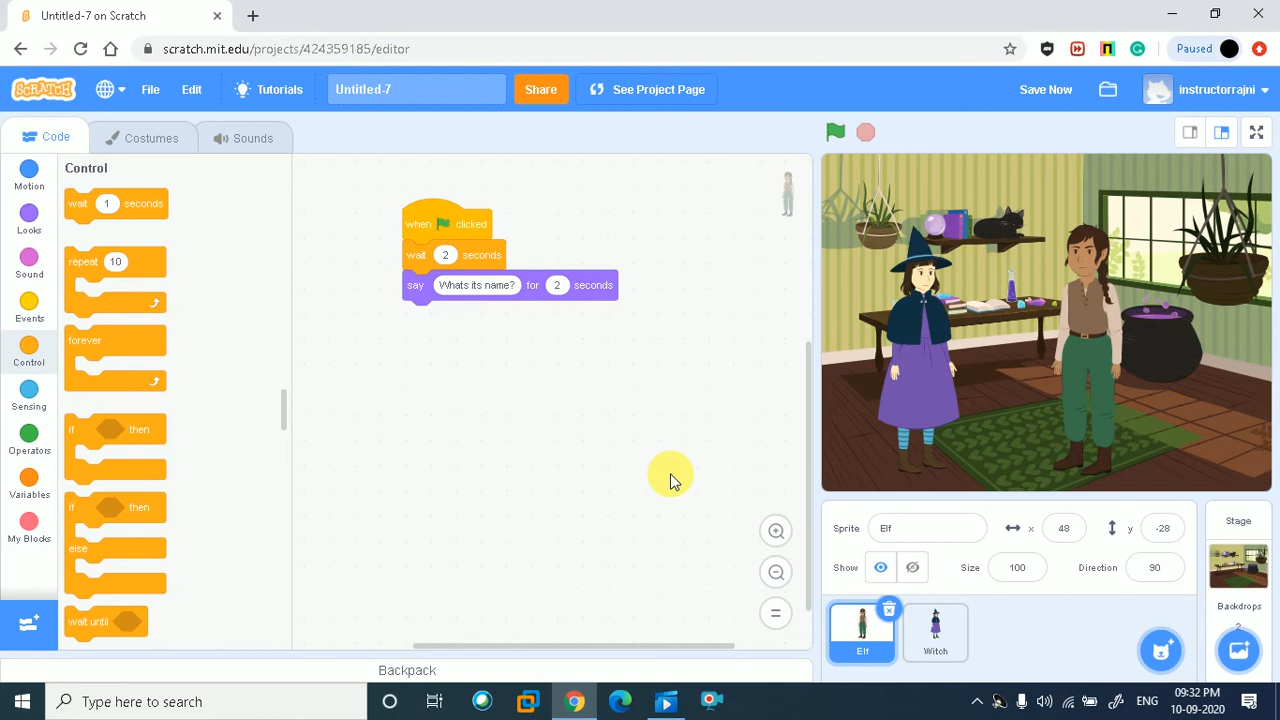 Untitled-7 on Scratch
scratch.mit.edu/projects/424359185/editor
Paused
SCRATCH
File
Edit
Tutorials
Untitled-7
Share
See Project Page
Save Now
instructorrajni
Code
Costumes
Sounds
Motion
Looks
Sound
Events
Control
Sensing
Operators
Variables
My Blocks
Control
wait 1 seconds
repeat 10
forever
if then
if then
else
wait until
when clicked
wait 2 seconds
say Whats its name? for 2 seconds
Sprite Elf x 48 y -28
Show Size 100 Direction 90
Elf
Witch
Stage
Backdrops
2
Backpack
Type here to search
ENG
09:32 PM
10-09-2020